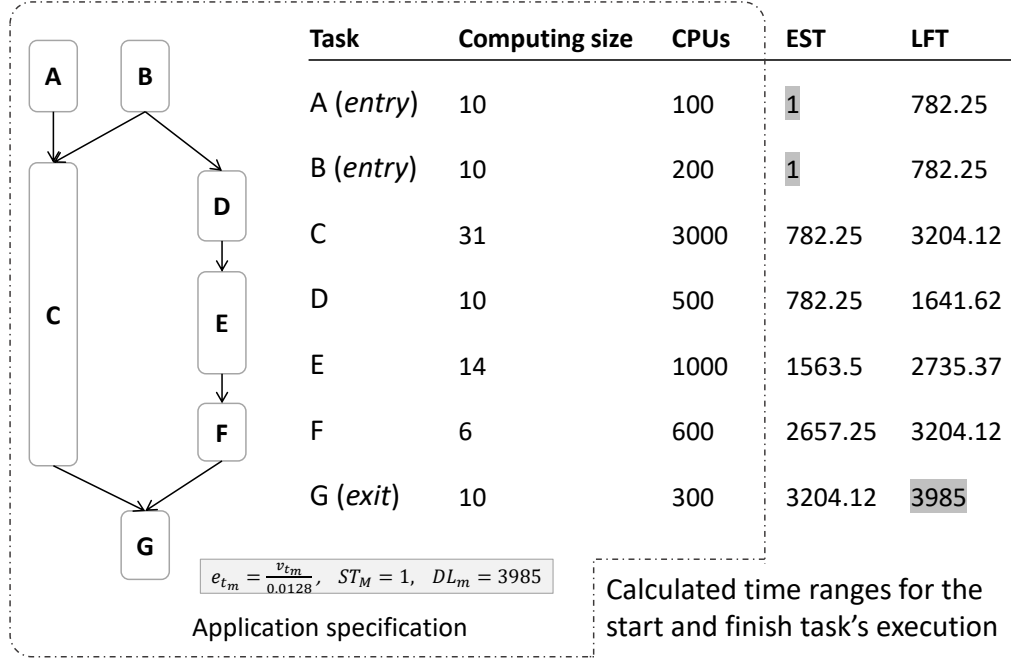 Task Computing size CPUs EST LFT
A (entry) 10 100 1 782.25
B (entry) 10 200 1 782.25
C 31 3000 782.25 3204.12
D 10 500 782.25 1641.62
E 14 1000 1563.5 2735.37
F 6 600 2657.25 3204.12
G (exit) 10 300 3204.12 3985
A
B
D
C
E
F
G
e_{t_m} = v_{t_m}/0.0128, ST_M = 1, DL_m = 3985
Application specification
Calculated time ranges for the
start and finish task's execution